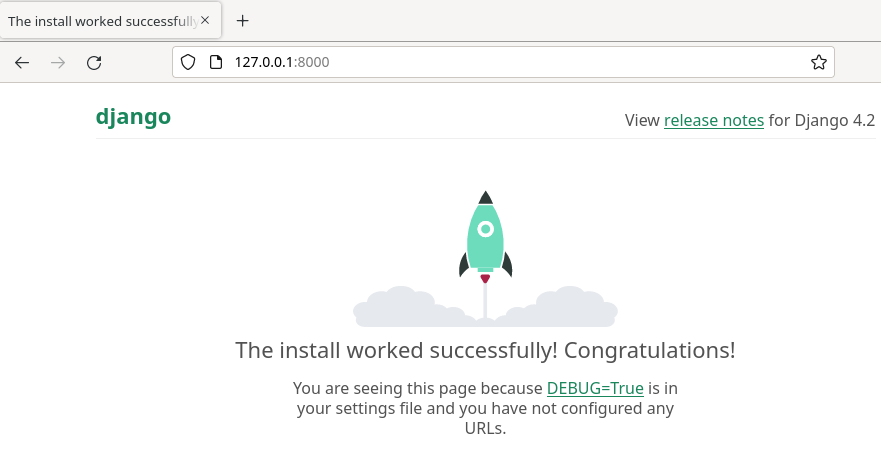 The install worked successfully
127.0.0.1:8000
django
View release notes for Django 4.2
The install worked successfully! Congratulations!
You are seeing this page because DEBUG=True is in
your settings file and you have not configured any
URLs.